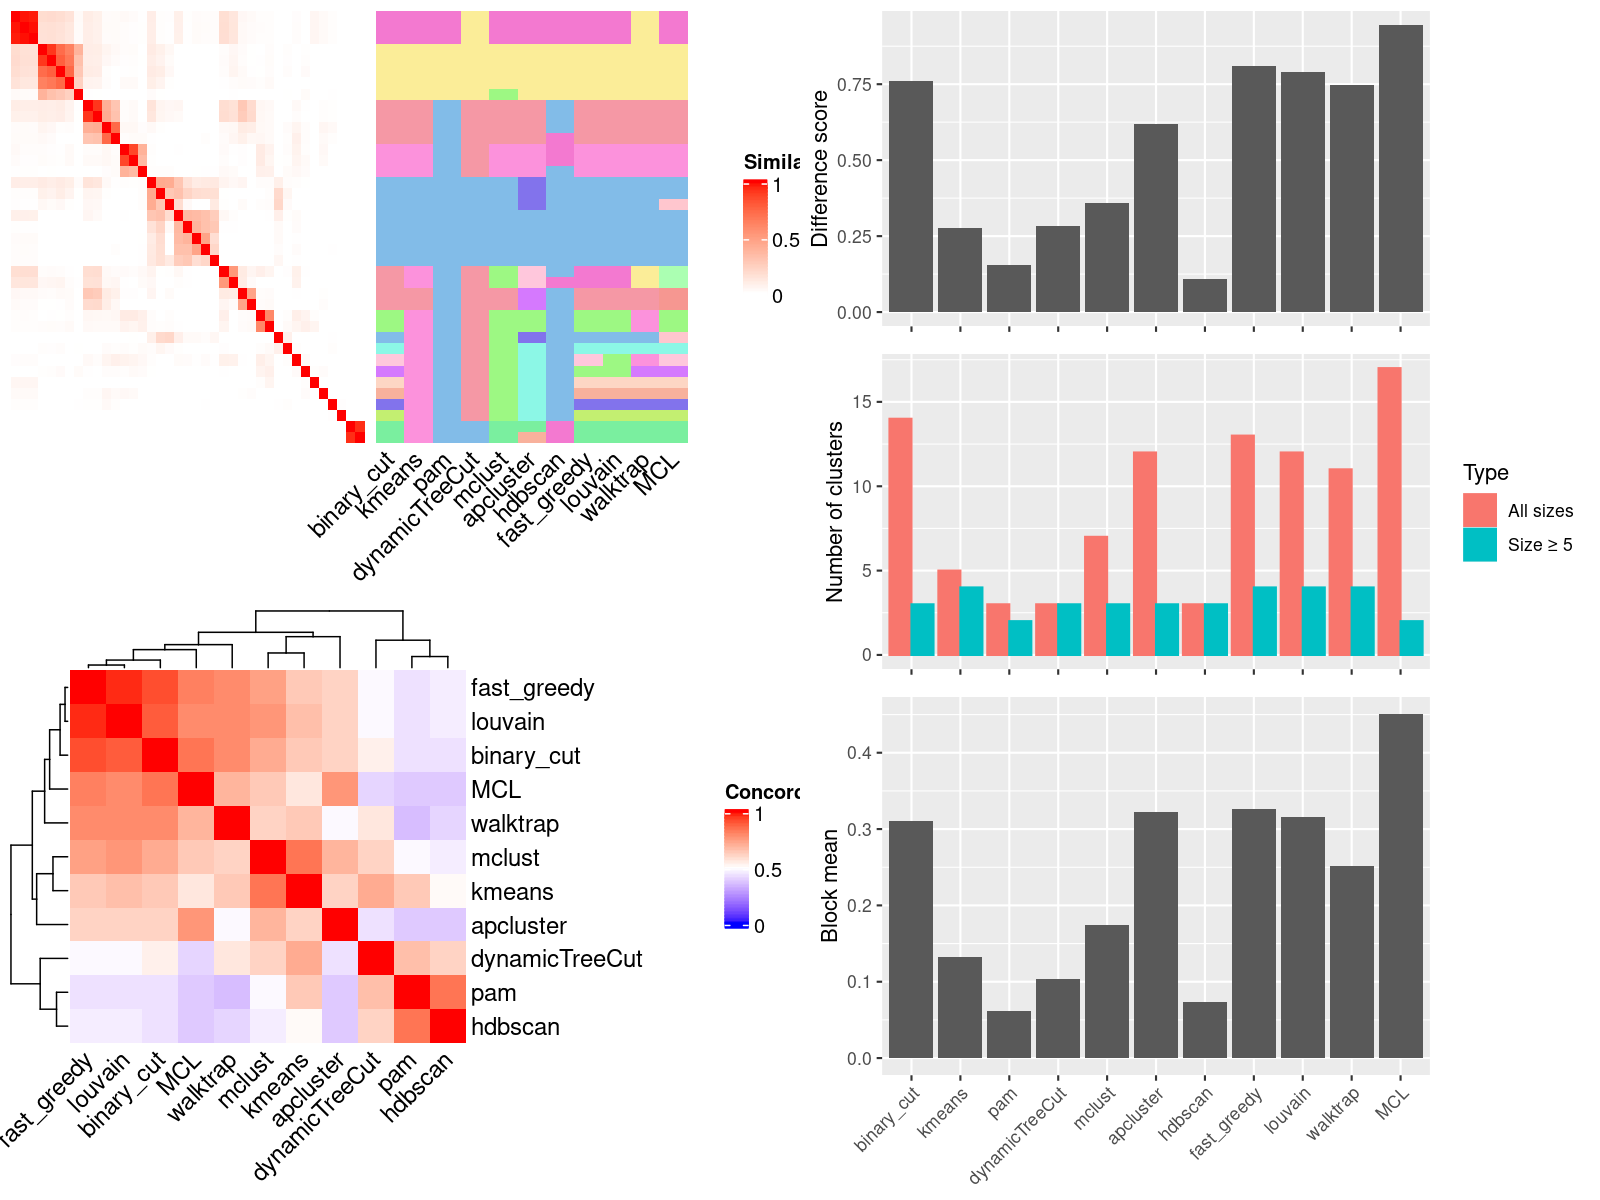 Simila
1
0.5
0
binary_cut
kmeans
pam
dynamicTreeCut
mclust
apcluster
hdbscan
fast_greedy
louvain
walktrap
MCL
fast_greedy
louvain
binary_cut
MCL
walktrap
mclust
kmeans
apcluster
dynamicTreeCut
pam
hdbscan
Concord
1
0.5
0
fast_greedy
louvain
binary_cut
MCL
walktrap
mclust
kmeans
apcluster
dynamicTreeCut
pam
hdbscan
Difference score
0.75
0.50
0.25
0.00
Number of clusters
15
10
5
0
Type
All sizes
Size ≥ 5
Block mean
0.4
0.3
0.2
0.1
0.0
binary_cut
kmeans
pam
dynamicTreeCut
mclust
apcluster
hdbscan
fast_greedy
louvain
walktrap
MCL